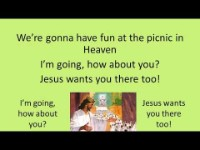 We're gonna have fun at the picnic in
Heaven
I'm going, how about you?
Jesus wants you there too!
I'm going,
how about
you?
Jesus wants
you there
too!